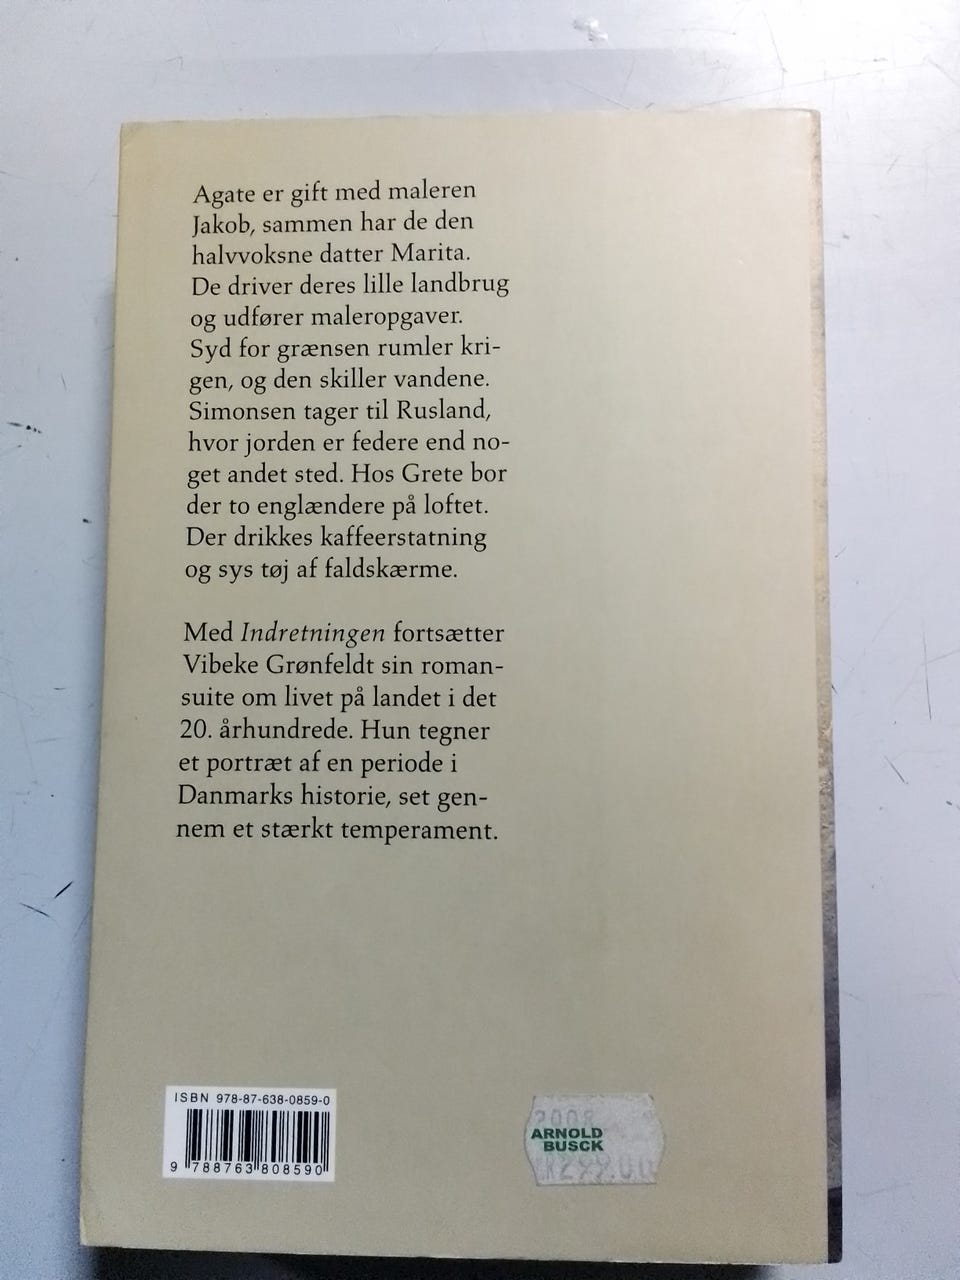 Agate er gift med maleren
Jakob, sammen har de den
halvvoksne datter Marita.
De driver deres lille landbrug
og udfører maleropgaver.
Syd for grænsen rumler kri-
gen, og den skiller vandene.
Simonsen tager til Rusland,
hvor jorden er federe end no-
get andet sted. Hos Grete bor
der to englændere på loftet.
Der drikkes kaffeerstatning
og sys tøj af faldskærme.
Med Indretningen fortsætter
Vibeke Grønfeldt sin roman-
suite om livet på landet i det
20. århundrede. Hun tegner
et portræt af en periode i
Danmarks historie, set gen-
nem et stærkt temperament.
ISBN 978-87-638-0859-0
9 788763 808590
ARNOLD
BUSCK